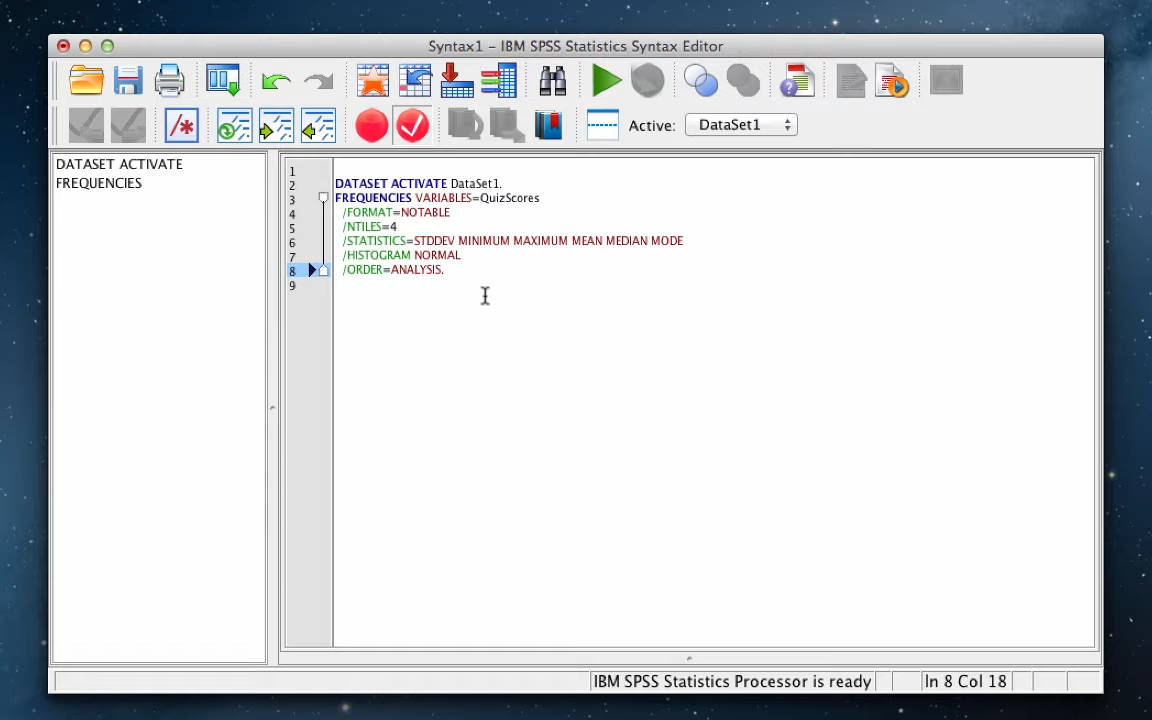 Syntax1 – IBM SPSS Statistics Syntax Editor
Active: DataSet1
DATASET ACTIVATE
FREQUENCIES
1
2 DATASET ACTIVATE DataSet1.
3 FREQUENCIES VARIABLES=QuizScores
4 /FORMAT=NOTABLE
5 /NTILES=4
6 /STATISTICS=STDDEV MINIMUM MAXIMUM MEAN MEDIAN MODE
7 /HISTOGRAM NORMAL
8 /ORDER=ANALYSIS.
9
IBM SPSS Statistics Processor is ready
In 8 Col 18